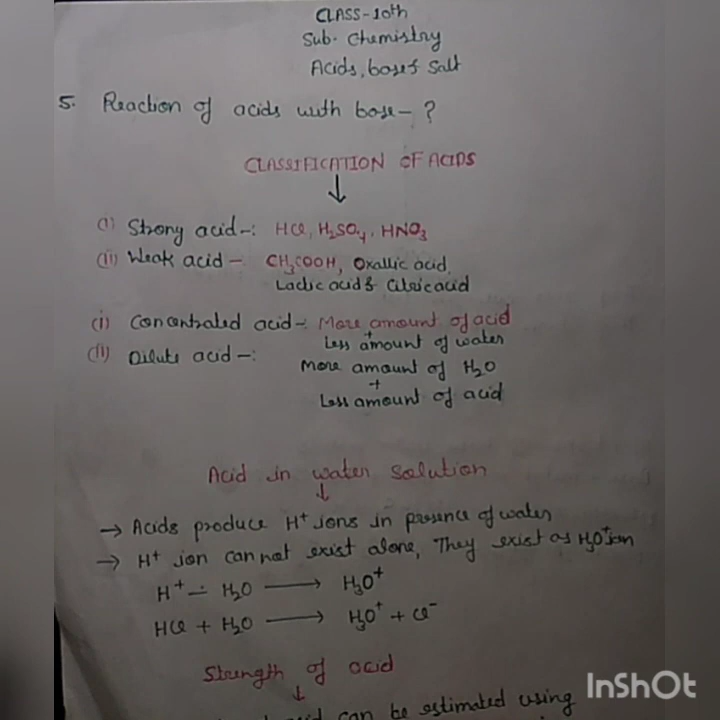 CLASS-10th
Sub- Chemistry
Acids, base & Salt
5. Reaction of acids with base - ?
CLASSIFICATION OF ACIDS
↓
(i) Strong acid -: HCl, H₂SO₄, HNO₃
(ii) Weak acid - CH₃COOH, Oxallic acid,
Lactic acid & Citric acid
(i) Concentrated acid -: More amount of acid
+
Less amount of water
(ii) Dilute acid -: More amount of H₂O
+
Less amount of acid
Acid in water solution
↓
→ Acids produce H⁺ ions in presence of water
→ H⁺ ion cannot exist alone, They exist as H₃O⁺ ion
H⁺ + H₂O ⟶ H₃O⁺
HCl + H₂O ⟶ H₃O⁺ + Cl⁻
Strength of acid
↓
can be estimated using
InShOt